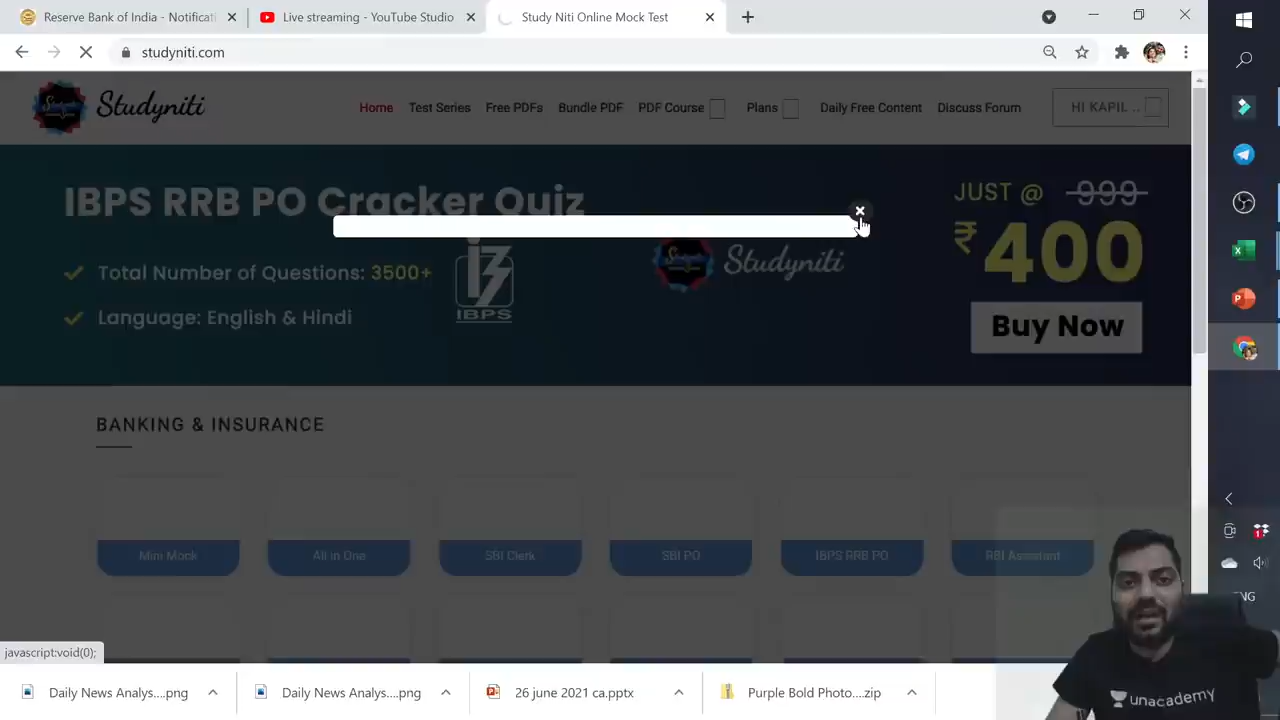 Reserve Bank of India - Notificati
Live streaming - YouTube Studio
Study Niti Online Mock Test
studyniti.com
Studyniti
Home
Test Series
Free PDFs
Bundle PDF
PDF Course
Plans
Daily Free Content
Discuss Forum
HI KAPIL ..
IBPS RRB PO Cracker Quiz
JUST @ 999
₹400
Total Number of Questions: 3500+
Studyniti
Language: English & Hindi
IBPS
Buy Now
BANKING & INSURANCE
Mini Mock
All in One
SBI Clerk
SBI PO
IBPS RRB PO
RBI Assistant
ENG
javascript:void(0);
Daily News Analys....png
Daily News Analys....png
26 june 2021 ca.pptx
Purple Bold Photo....zip
unacademy